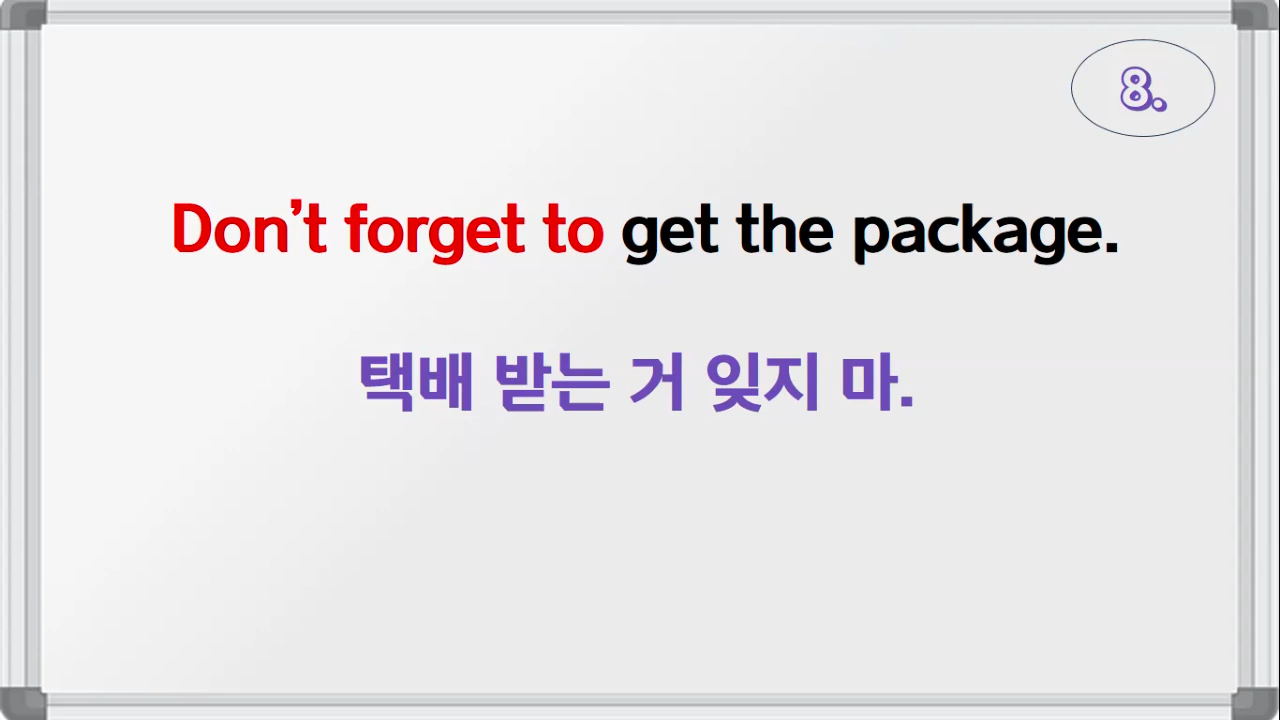 8.
Don’t forget to get the package.
택배 받는 거 잊지 마.